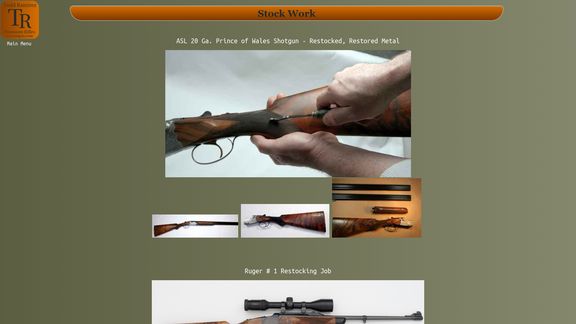 Stock Work
TR
Main Menu
ASL 20 Ga. Prince of Wales Shotgun - Restocked, Restored Metal
Ruger # 1 Restocking Job